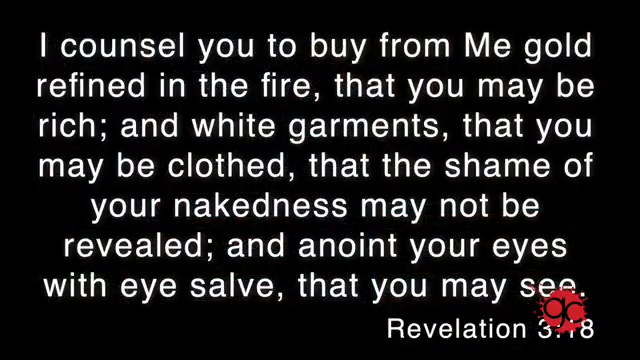 I counsel you to buy from Me gold
refined in the fire, that you may be
rich; and white garments, that you
may be clothed, that the shame of
your nakedness may not be
revealed; and anoint your eyes
with eye salve, that you may see.
gc
Revelation 3:18